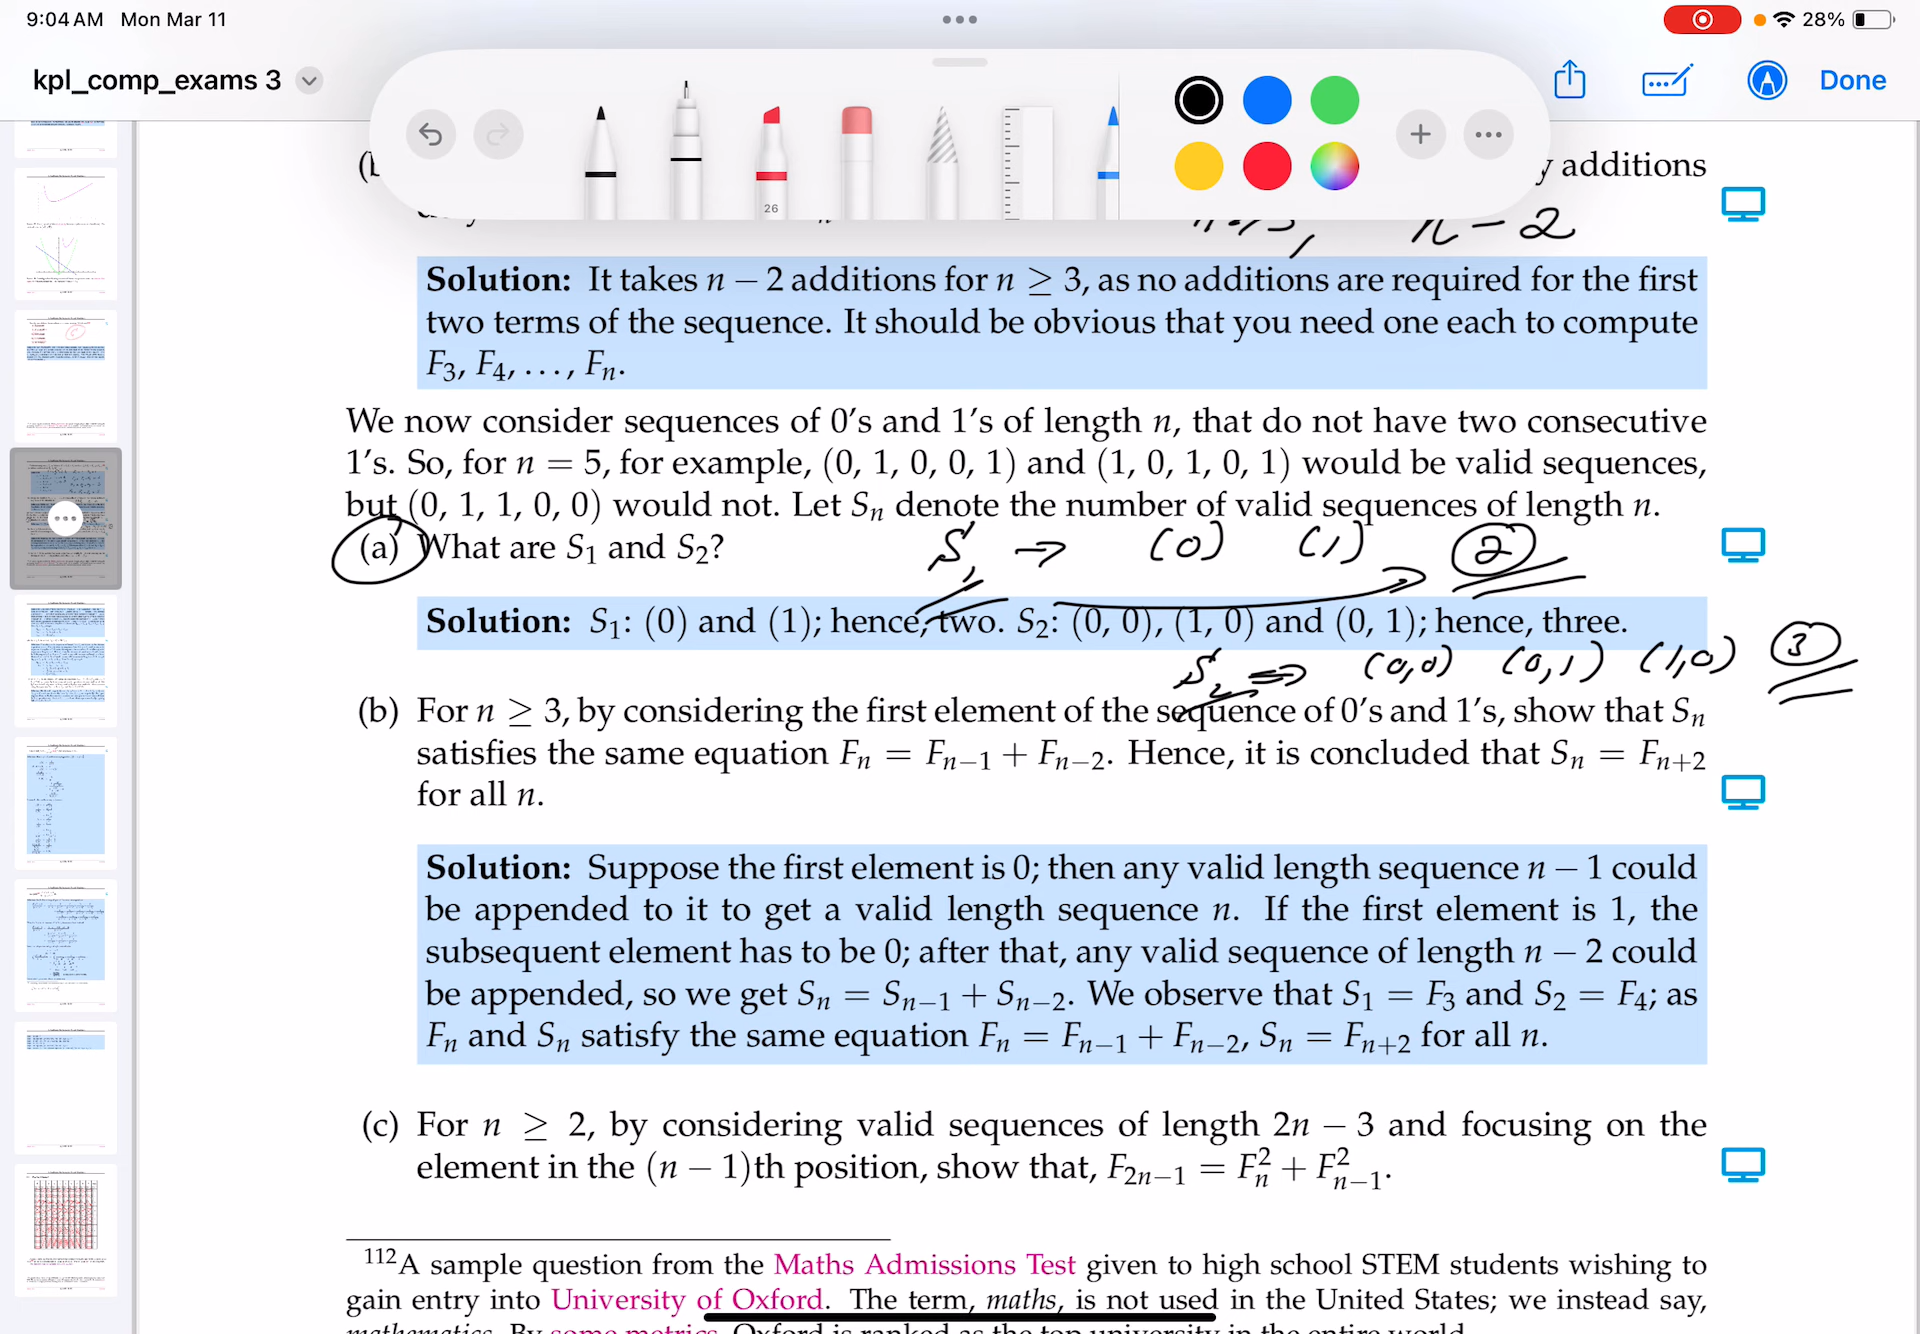 9:04 AM Mon Mar 11
28%
kpl_comp_exams 3
Done
26
y additions
n − 2
Solution: It takes n − 2 additions for n ≥ 3, as no additions are required for the first
two terms of the sequence. It should be obvious that you need one each to compute
F₃, F₄, …, Fₙ.
We now consider sequences of 0's and 1's of length n, that do not have two consecutive
1's. So, for n = 5, for example, (0, 1, 0, 0, 1) and (1, 0, 1, 0, 1) would be valid sequences,
but (0, 1, 1, 0, 0) would not. Let Sₙ denote the number of valid sequences of length n.
(a) What are S₁ and S₂?
S₁ → (0) (1) 2
Solution: S₁: (0) and (1); hence, two. S₂: (0, 0), (1, 0) and (0, 1); hence, three.
S₂ ⇒ (0,0) (0,1) (1,0) 3
(b) For n ≥ 3, by considering the first element of the sequence of 0's and 1's, show that Sₙ
satisfies the same equation Fₙ = Fₙ₋₁ + Fₙ₋₂. Hence, it is concluded that Sₙ = Fₙ₊₂
for all n.
Solution: Suppose the first element is 0; then any valid length sequence n − 1 could
be appended to it to get a valid length sequence n. If the first element is 1, the
subsequent element has to be 0; after that, any valid sequence of length n − 2 could
be appended, so we get Sₙ = Sₙ₋₁ + Sₙ₋₂. We observe that S₁ = F₃ and S₂ = F₄; as
Fₙ and Sₙ satisfy the same equation Fₙ = Fₙ₋₁ + Fₙ₋₂, Sₙ = Fₙ₊₂ for all n.
(c) For n ≥ 2, by considering valid sequences of length 2n − 3 and focusing on the
element in the (n − 1)th position, show that, F₂ₙ₋₁ = Fₙ² + Fₙ₋₁².
¹¹²A sample question from the Maths Admissions Test given to high school STEM students wishing to
gain entry into University of Oxford. The term, maths, is not used in the United States; we instead say,
mathematics. By some metrics, Oxford is ranked as the top university in the entire world.